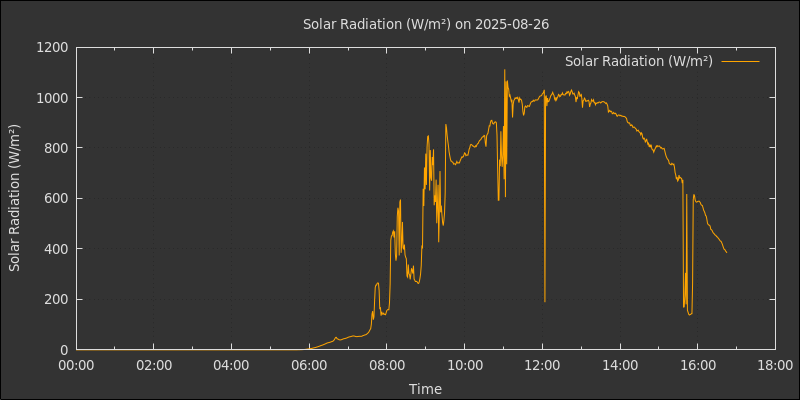 Solar Radiation (W/m²) on 2025-08-26
Solar Radiation (W/m²)
1200
1000
800
600
400
200
0
Solar Radiation (W/m²)
00:00 02:00 04:00 06:00 08:00 10:00 12:00 14:00 16:00 18:00
Time